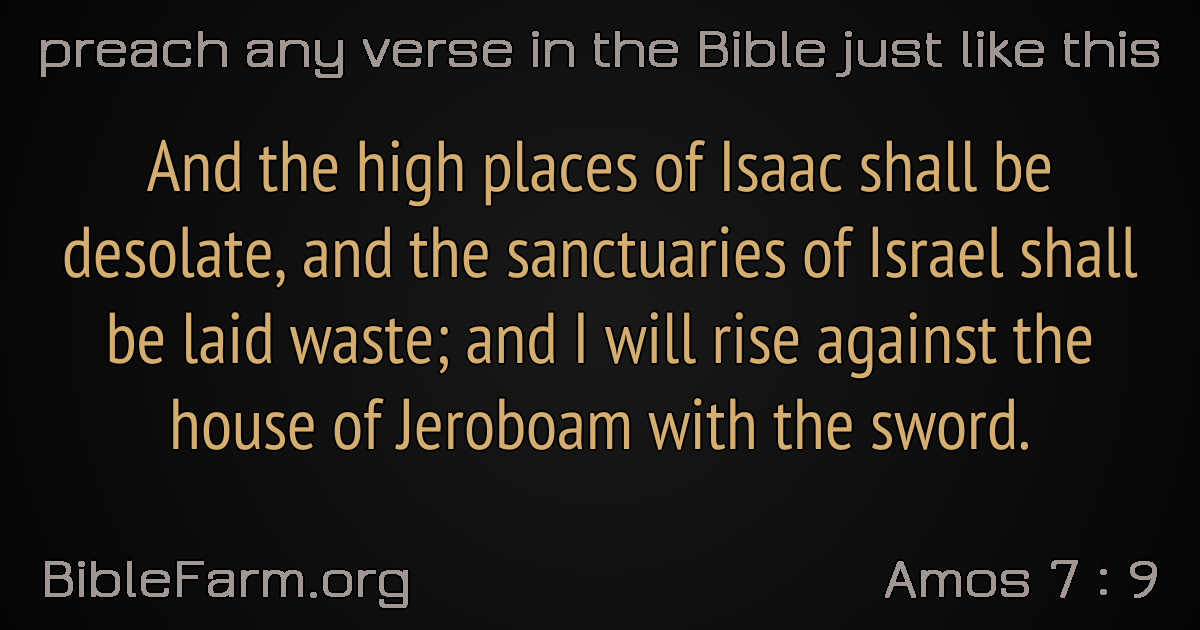 preach any verse in the Bible just like this
And the high places of Isaac shall be
desolate, and the sanctuaries of Israel shall
be laid waste; and I will rise against the
house of Jeroboam with the sword.
BibleFarm.org
Amos 7 : 9